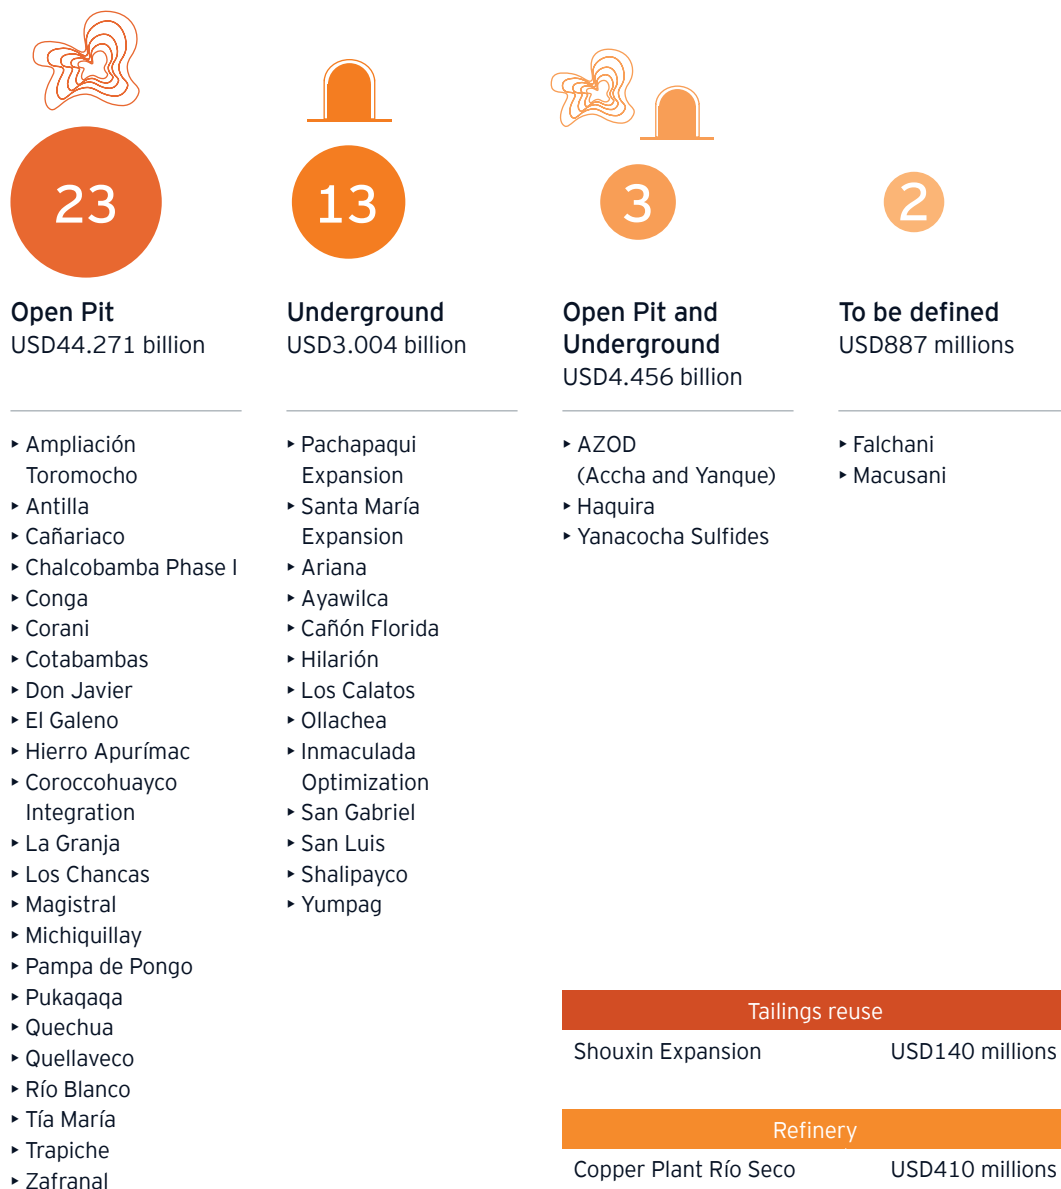 23
Open Pit
USD44.271 billion
‣ Ampliación
Toromocho
‣ Antilla
‣ Cañariaco
‣ Chalcobamba Phase I
‣ Conga
‣ Corani
‣ Cotabambas
‣ Don Javier
‣ El Galeno
‣ Hierro Apurímac
‣ Coroccohuayco
Integration
‣ La Granja
‣ Los Chancas
‣ Magistral
‣ Michiquillay
‣ Pampa de Pongo
‣ Pukaqaqa
‣ Quechua
‣ Quellaveco
‣ Río Blanco
‣ Tía María
‣ Trapiche
‣ Zafranal
13
Underground
USD3.004 billion
‣ Pachapaqui
Expansion
‣ Santa María
Expansion
‣ Ariana
‣ Ayawilca
‣ Cañón Florida
‣ Hilarión
‣ Los Calatos
‣ Ollachea
‣ Inmaculada
Optimization
‣ San Gabriel
‣ San Luis
‣ Shalipayco
‣ Yumpag
3
Open Pit and
Underground
USD4.456 billion
‣ AZOD
(Accha and Yanque)
‣ Haquira
‣ Yanacocha Sulfides
2
To be defined
USD887 millions
‣ Falchani
‣ Macusani
Tailings reuse
Shouxin Expansion USD140 millions
Refinery
Copper Plant Río Seco USD410 millions